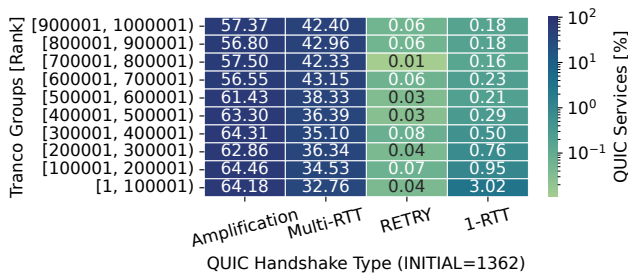 Tranco Groups [Rank]
[900001, 1000001) 57.37 42.40 0.06 0.18
[800001, 900001) 56.80 42.96 0.06 0.18
[700001, 800001) 57.50 42.33 0.01 0.16
[600001, 700001) 56.55 43.15 0.06 0.23
[500001, 600001) 61.43 38.33 0.03 0.21
[400001, 500001) 63.30 36.39 0.03 0.29
[300001, 400001) 64.31 35.10 0.08 0.50
[200001, 300001) 62.86 36.34 0.04 0.76
[100001, 200001) 64.46 34.53 0.07 0.95
[1, 100001) 64.18 32.76 0.04 3.02
Amplification Multi-RTT RETRY 1-RTT
QUIC Handshake Type (INITIAL=1362)
10²
10¹
10⁰
10⁻¹
QUIC Services [%]